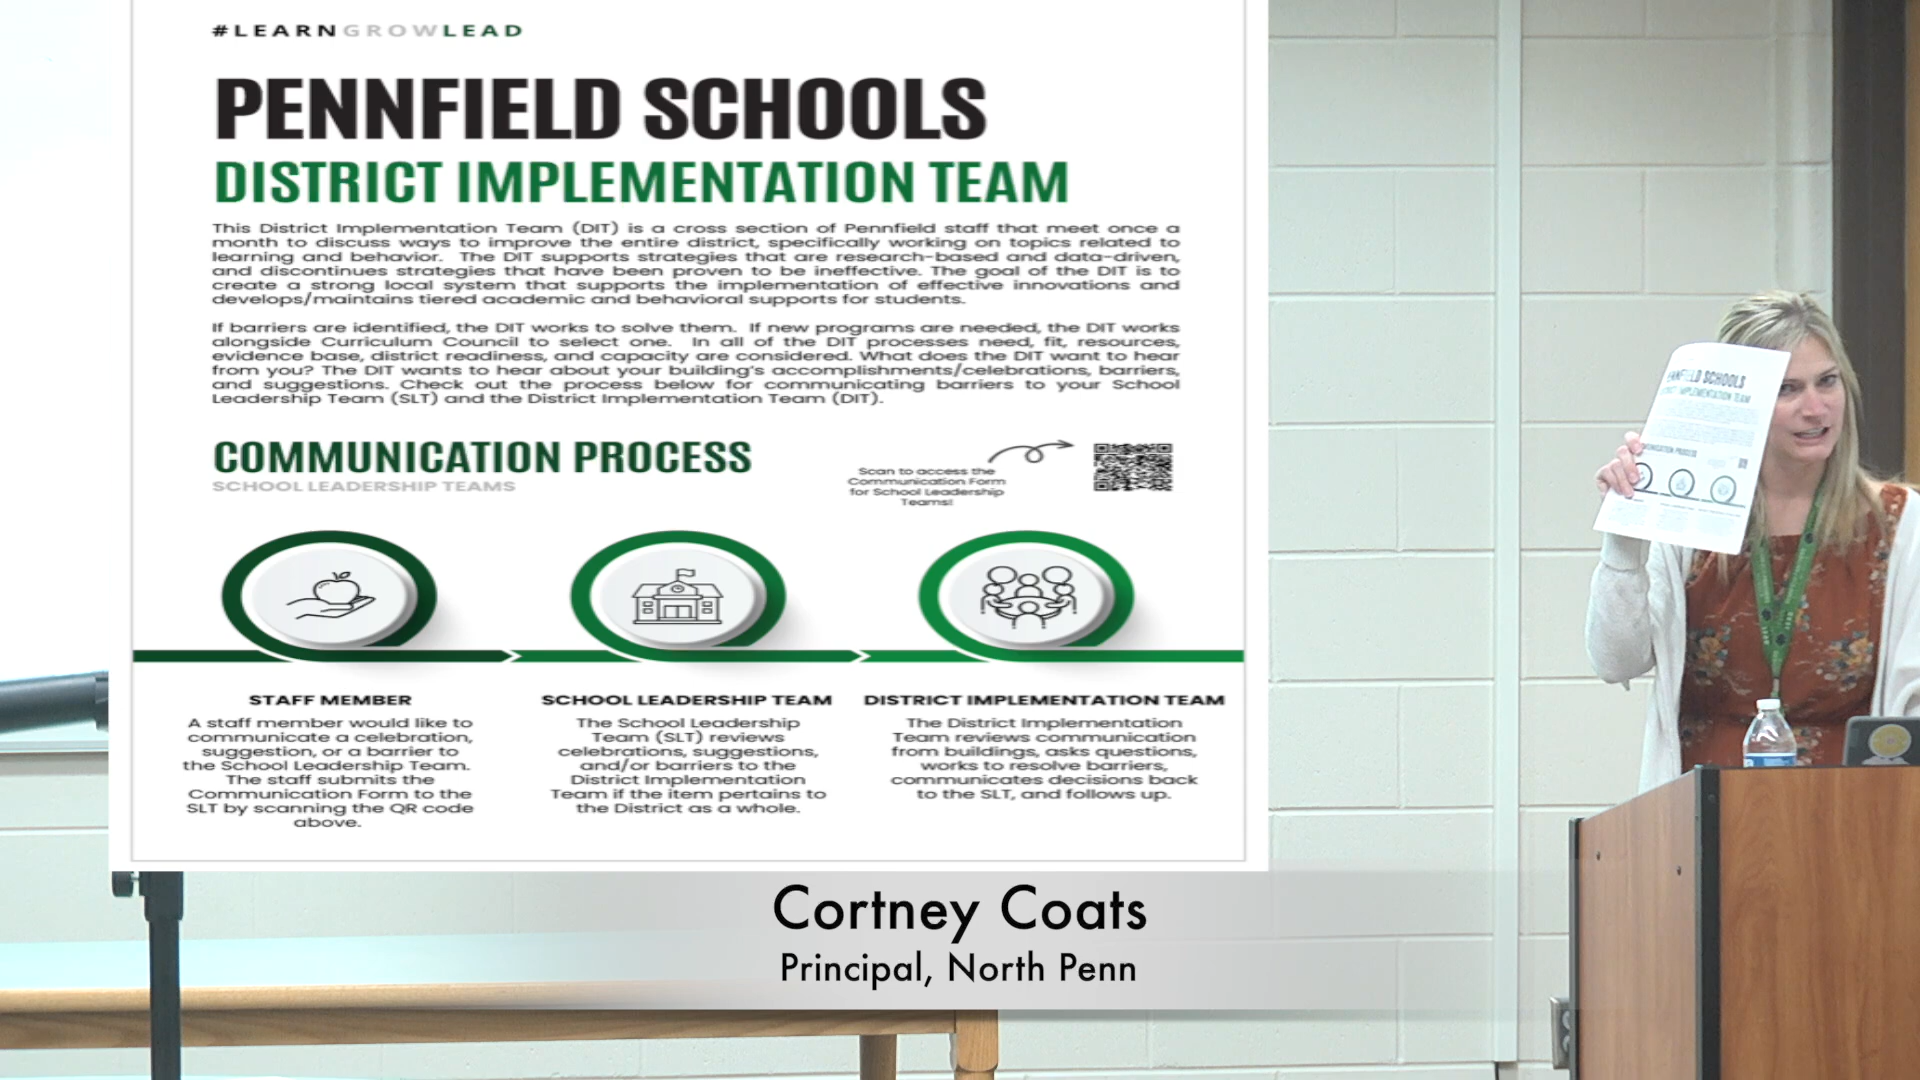 #LEARNGROWLEAD
PENNFIELD SCHOOLS
DISTRICT IMPLEMENTATION TEAM
This District Implementation Team (DIT) is a cross section of Pennfield staff that meet once a
month to discuss ways to improve the entire district, specifically working on topics related to
learning and behavior. The DIT supports strategies that are research-based and data-driven,
and discontinues strategies that have been proven to be ineffective. The goal of the DIT is to
create a strong local system that supports the implementation of effective innovations and
develops/maintains tiered academic and behavioral supports for students.
If barriers are identified, the DIT works to solve them. If new programs are needed, the DIT works
alongside Curriculum Council to select one. In all of the DIT processes need, fit, resources,
evidence base, district readiness, and capacity are considered. What does the DIT want to hear
from you? The DIT wants to hear about your building's accomplishments/celebrations, barriers,
and suggestions. Check out the process below for communicating barriers to your School
Leadership Team (SLT) and the District Implementation Team (DIT).
COMMUNICATION PROCESS
SCHOOL LEADERSHIP TEAMS
Scan to access the
Communication Form
for School Leadership
Teams!
STAFF MEMBER
A staff member would like to
communicate a celebration,
suggestion, or a barrier to
the School Leadership Team.
The staff submits the
Communication Form to the
SLT by scanning the QR code
above.
SCHOOL LEADERSHIP TEAM
The School Leadership
Team (SLT) reviews
celebrations, suggestions,
and/or barriers to the
District Implementation
Team if the item pertains to
the District as a whole.
DISTRICT IMPLEMENTATION TEAM
The District Implementation
Team reviews communication
from buildings, asks questions,
works to resolve barriers,
communicates decisions back
to the SLT, and follows up.
SCHOOLS
IMPLEMENTATION TEAM
PROCESS
Cortney Coats
Principal, North Penn